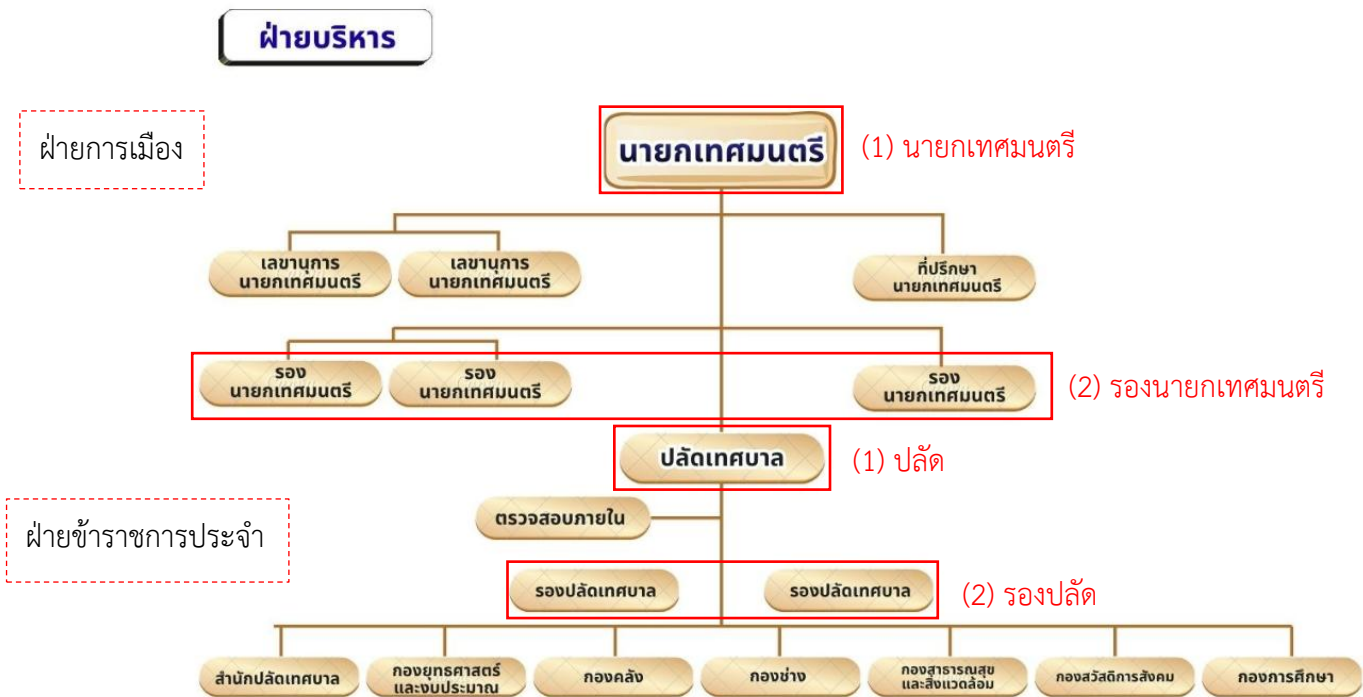 ฝ่ายบริหาร
ฝ่ายการเมือง
นายกเทศมนตรี
(1) นายกเทศมนตรี
เลขานุการ
นายกเทศมนตรี
เลขานุการ
นายกเทศมนตรี
ที่ปรึกษา
นายกเทศมนตรี
รอง
นายกเทศมนตรี
รอง
นายกเทศมนตรี
รอง
นายกเทศมนตรี
(2) รองนายกเทศมนตรี
ปลัดเทศบาล
(1) ปลัด
ตรวจสอบภายใน
ฝ่ายข้าราชการประจำ
รองปลัดเทศบาล
รองปลัดเทศบาล
(2) รองปลัด
สำนักปลัดเทศบาล
กองยุทธศาสตร์
และงบประมาณ
กองคลัง
กองช่าง
กองสาธารณสุข
และสิ่งแวดล้อม
กองสวัสดิการสังคม
กองการศึกษา